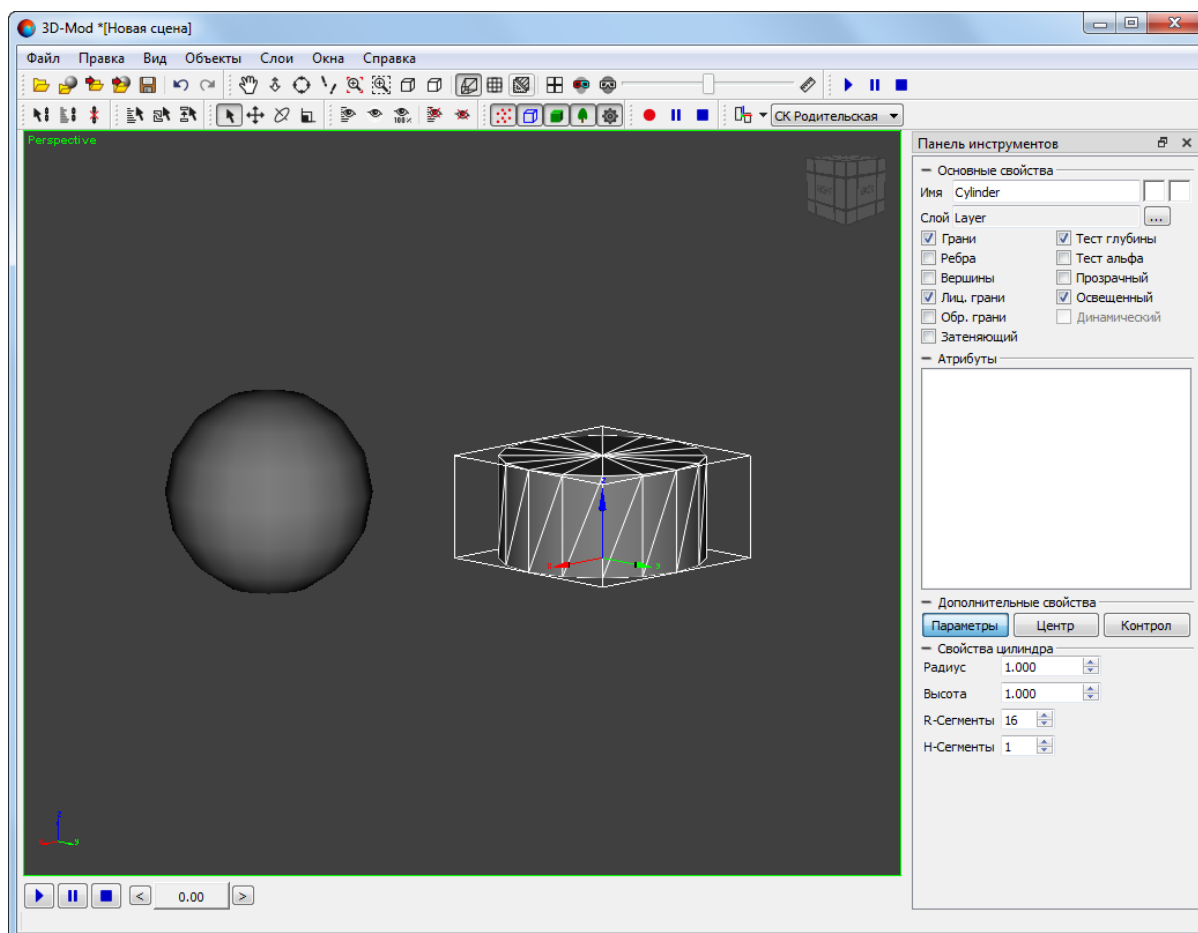 3D-Mod *[Новая сцена]
Файл Правка Вид Объекты Слои Окна Справка
100%
СК Родительская
Perspective
Панель инструментов
Основные свойства
Имя Cylinder
Слой Layer ...
Грани Тест глубины
Ребра Тест альфа
Вершины Прозрачный
Лиц. грани Освещенный
Обр. грани Динамический
Затеняющий
Атрибуты
z
x y
Дополнительные свойства
Параметры Центр Контрол
Свойства цилиндра
Радиус 1.000
Высота 1.000
R-Сегменты 16
H-Сегменты 1
z
x y
< 0.00 >